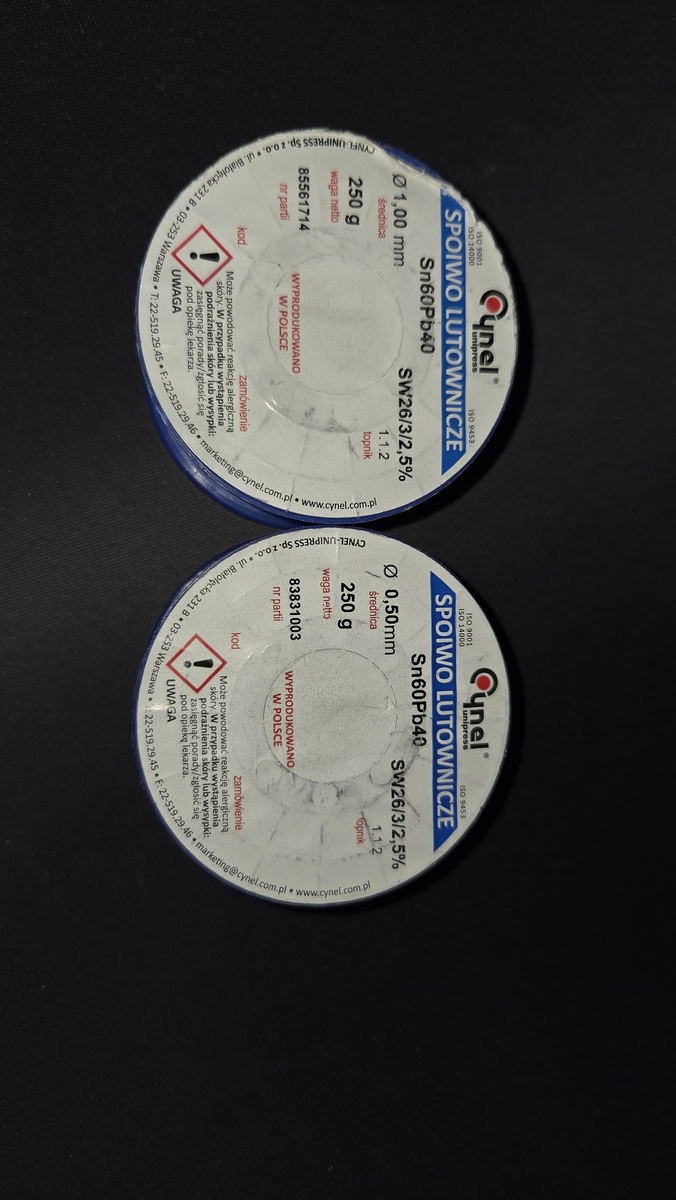 Cynel®
unipress
ISO 9001
ISO 14000
ISO 9453
SPOIWO LUTOWNICZE
Sn60Pb40
Ø 1,00 mm
SW26/3/2,5%
średnica
1.1.2
topnik
250 g
waga netto
85561714
nr partii
WYPRODUKOWANO
W POLSCE
kod
zamówienie
Może powodować reakcję alergiczną
skóry. W przypadku wystąpienia
podrażnienia skóry lub wysypki:
zasięgnąć porady/zgłosić się
pod opiekę lekarza.
UWAGA
CYNEL-UNIPRESS Sp. z o.o. • ul. Białołęcka 231 B • 03-253 Warszawa • T: 22-519.29.45 • F: 22-519.29.46 • marketing@cynel.com.pl • www.cynel.com.pl
Cynel®
unipress
ISO 9001
ISO 14000
ISO 9453
SPOIWO LUTOWNICZE
Sn60Pb40
Ø 0,50mm
SW26/3/2,5%
średnica
1.1.2
topnik
250 g
waga netto
83831003
nr partii
WYPRODUKOWANO
W POLSCE
kod
zamówienie
Może powodować reakcję alergiczną
skóry. W przypadku wystąpienia
podrażnienia skóry lub wysypki:
zasięgnąć porady/zgłosić się
pod opiekę lekarza.
UWAGA
CYNEL-UNIPRESS Sp. z o.o. • ul. Białołęcka 231 B • 03-253 Warszawa • 22-519.29.45 • F: 22-519.29.46 • marketing@cynel.com.pl • www.cynel.com.pl